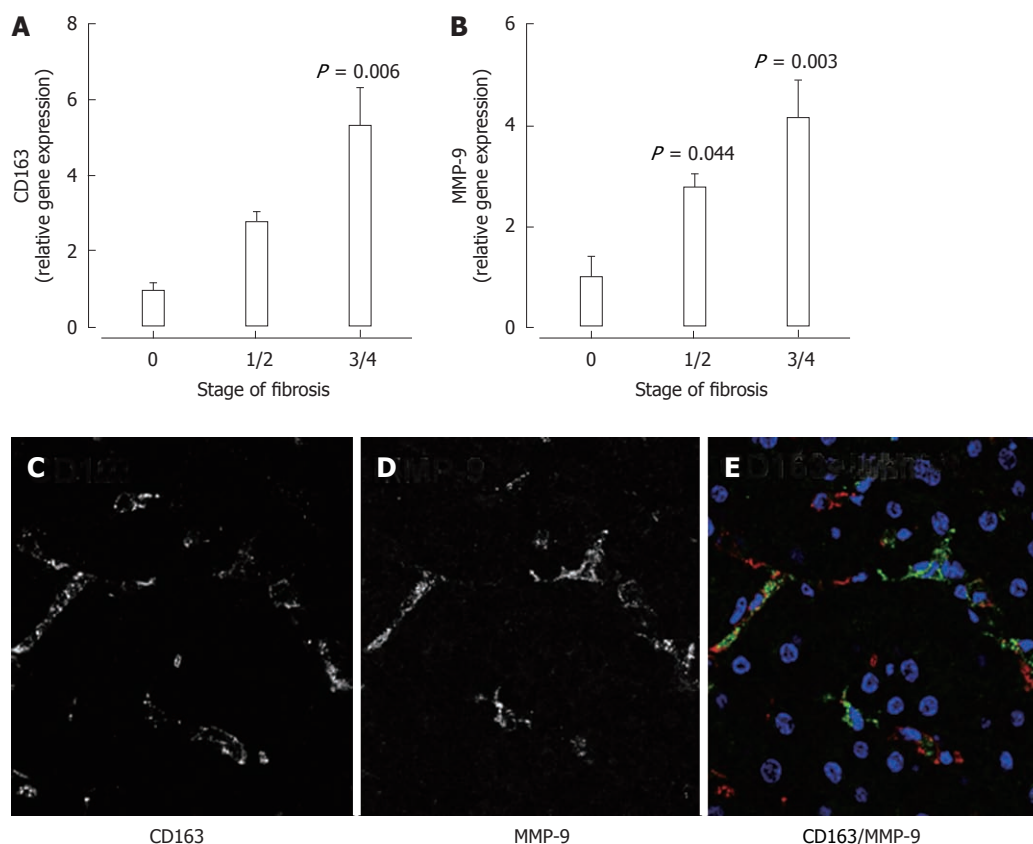 A
CD163
(relative gene expression)
8
6
4
2
0
P = 0.006
0 1/2 3/4
Stage of fibrosis
B
MMP-9
(relative gene expression)
6
4
2
0
P = 0.044
P = 0.003
0 1/2 3/4
Stage of fibrosis
C
D
E
CD163
MMP-9
CD163/MMP-9